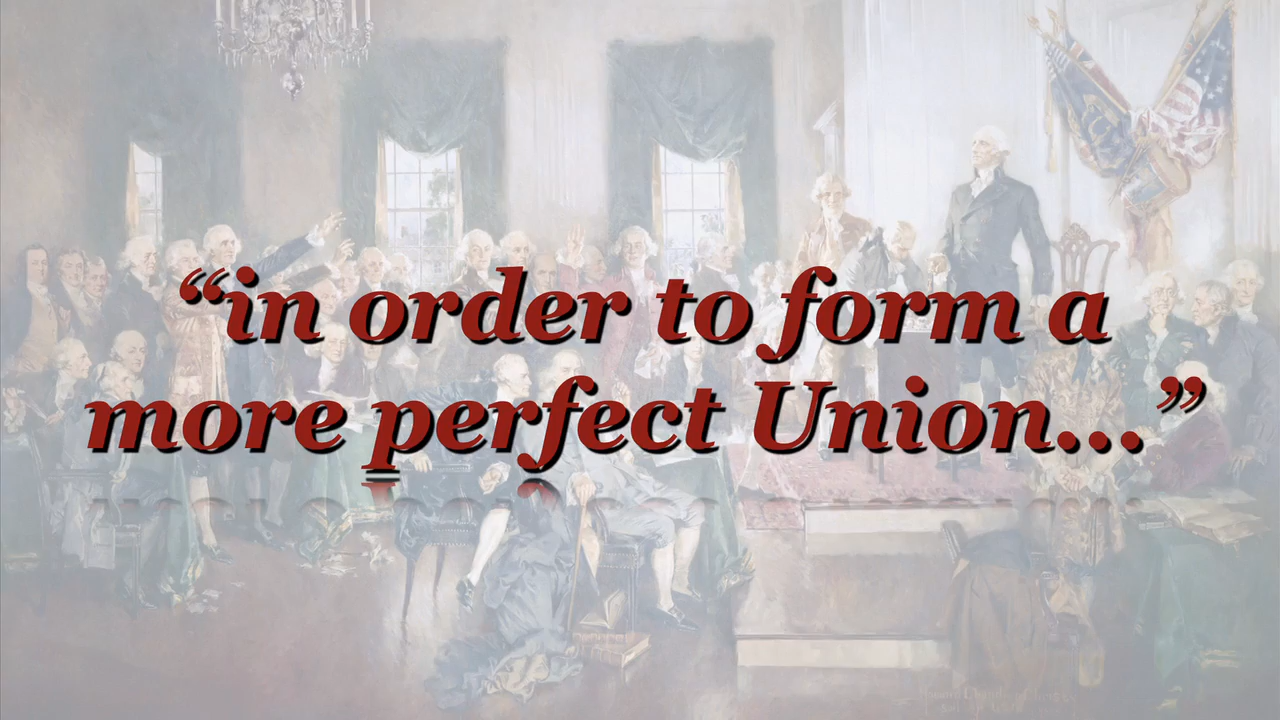 “in order to form a
more perfect Union...”